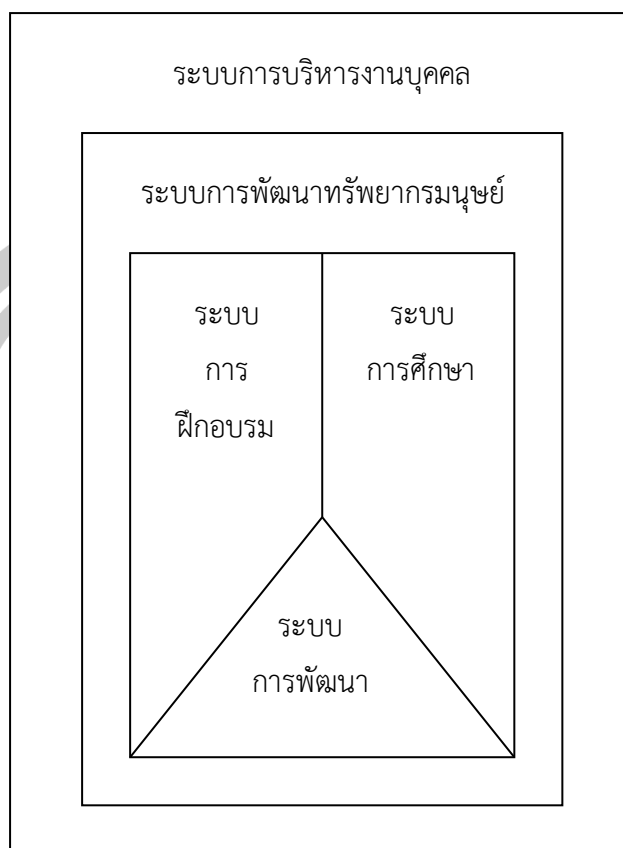 ระบบการบริหารงานบุคคล
ระบบการพัฒนาทรัพยากรมนุษย์
ระบบ
การ
ฝึกอบรม
ระบบ
การศึกษา
ระบบ
การพัฒนา